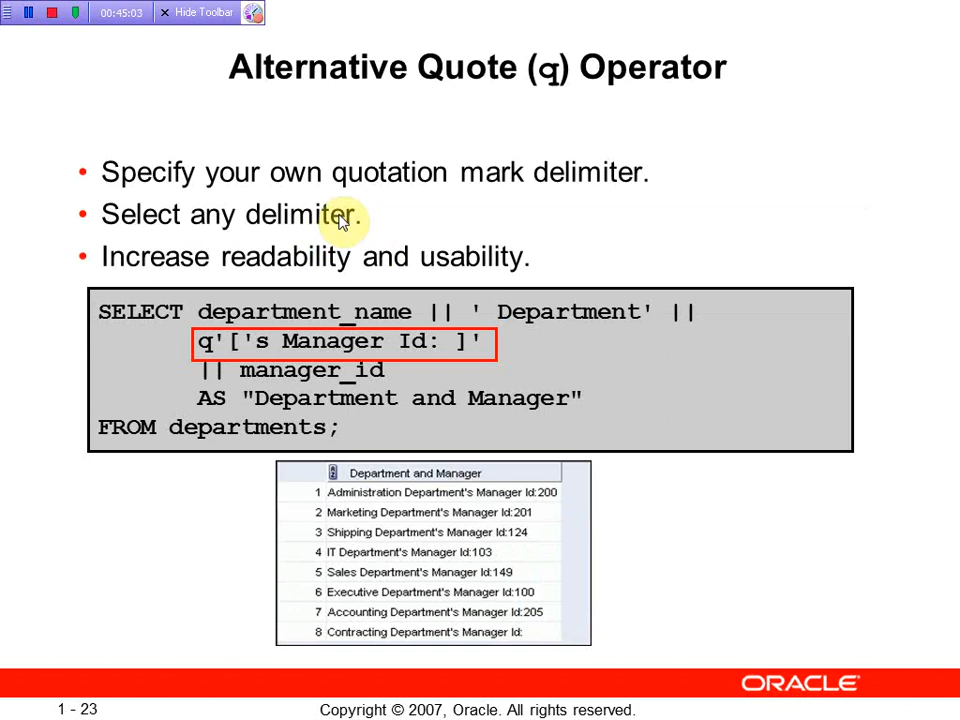 00:45:03 Hide Toolbar
Alternative Quote (q) Operator
• Specify your own quotation mark delimiter.
• Select any delimiter.
• Increase readability and usability.
SELECT department_name || ' Department' ||
q'['s Manager Id: ]'
|| manager_id
AS "Department and Manager"
FROM departments;
Department and Manager
1 Administration Department's Manager Id:200
2 Marketing Department's Manager Id:201
3 Shipping Department's Manager Id:124
4 IT Department's Manager Id:103
5 Sales Department's Manager Id:149
6 Executive Department's Manager Id:100
7 Accounting Department's Manager Id:205
8 Contracting Department's Manager Id:
ORACLE
1 - 23
Copyright © 2007, Oracle. All rights reserved.